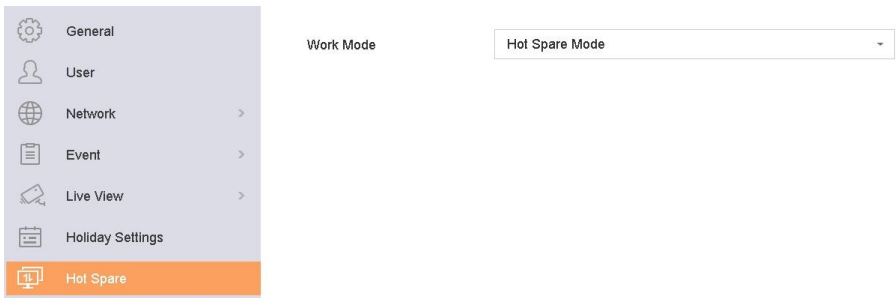 General
Work Mode
Hot Spare Mode
User
Network
Event
Live View
Holiday Settings
Hot Spare